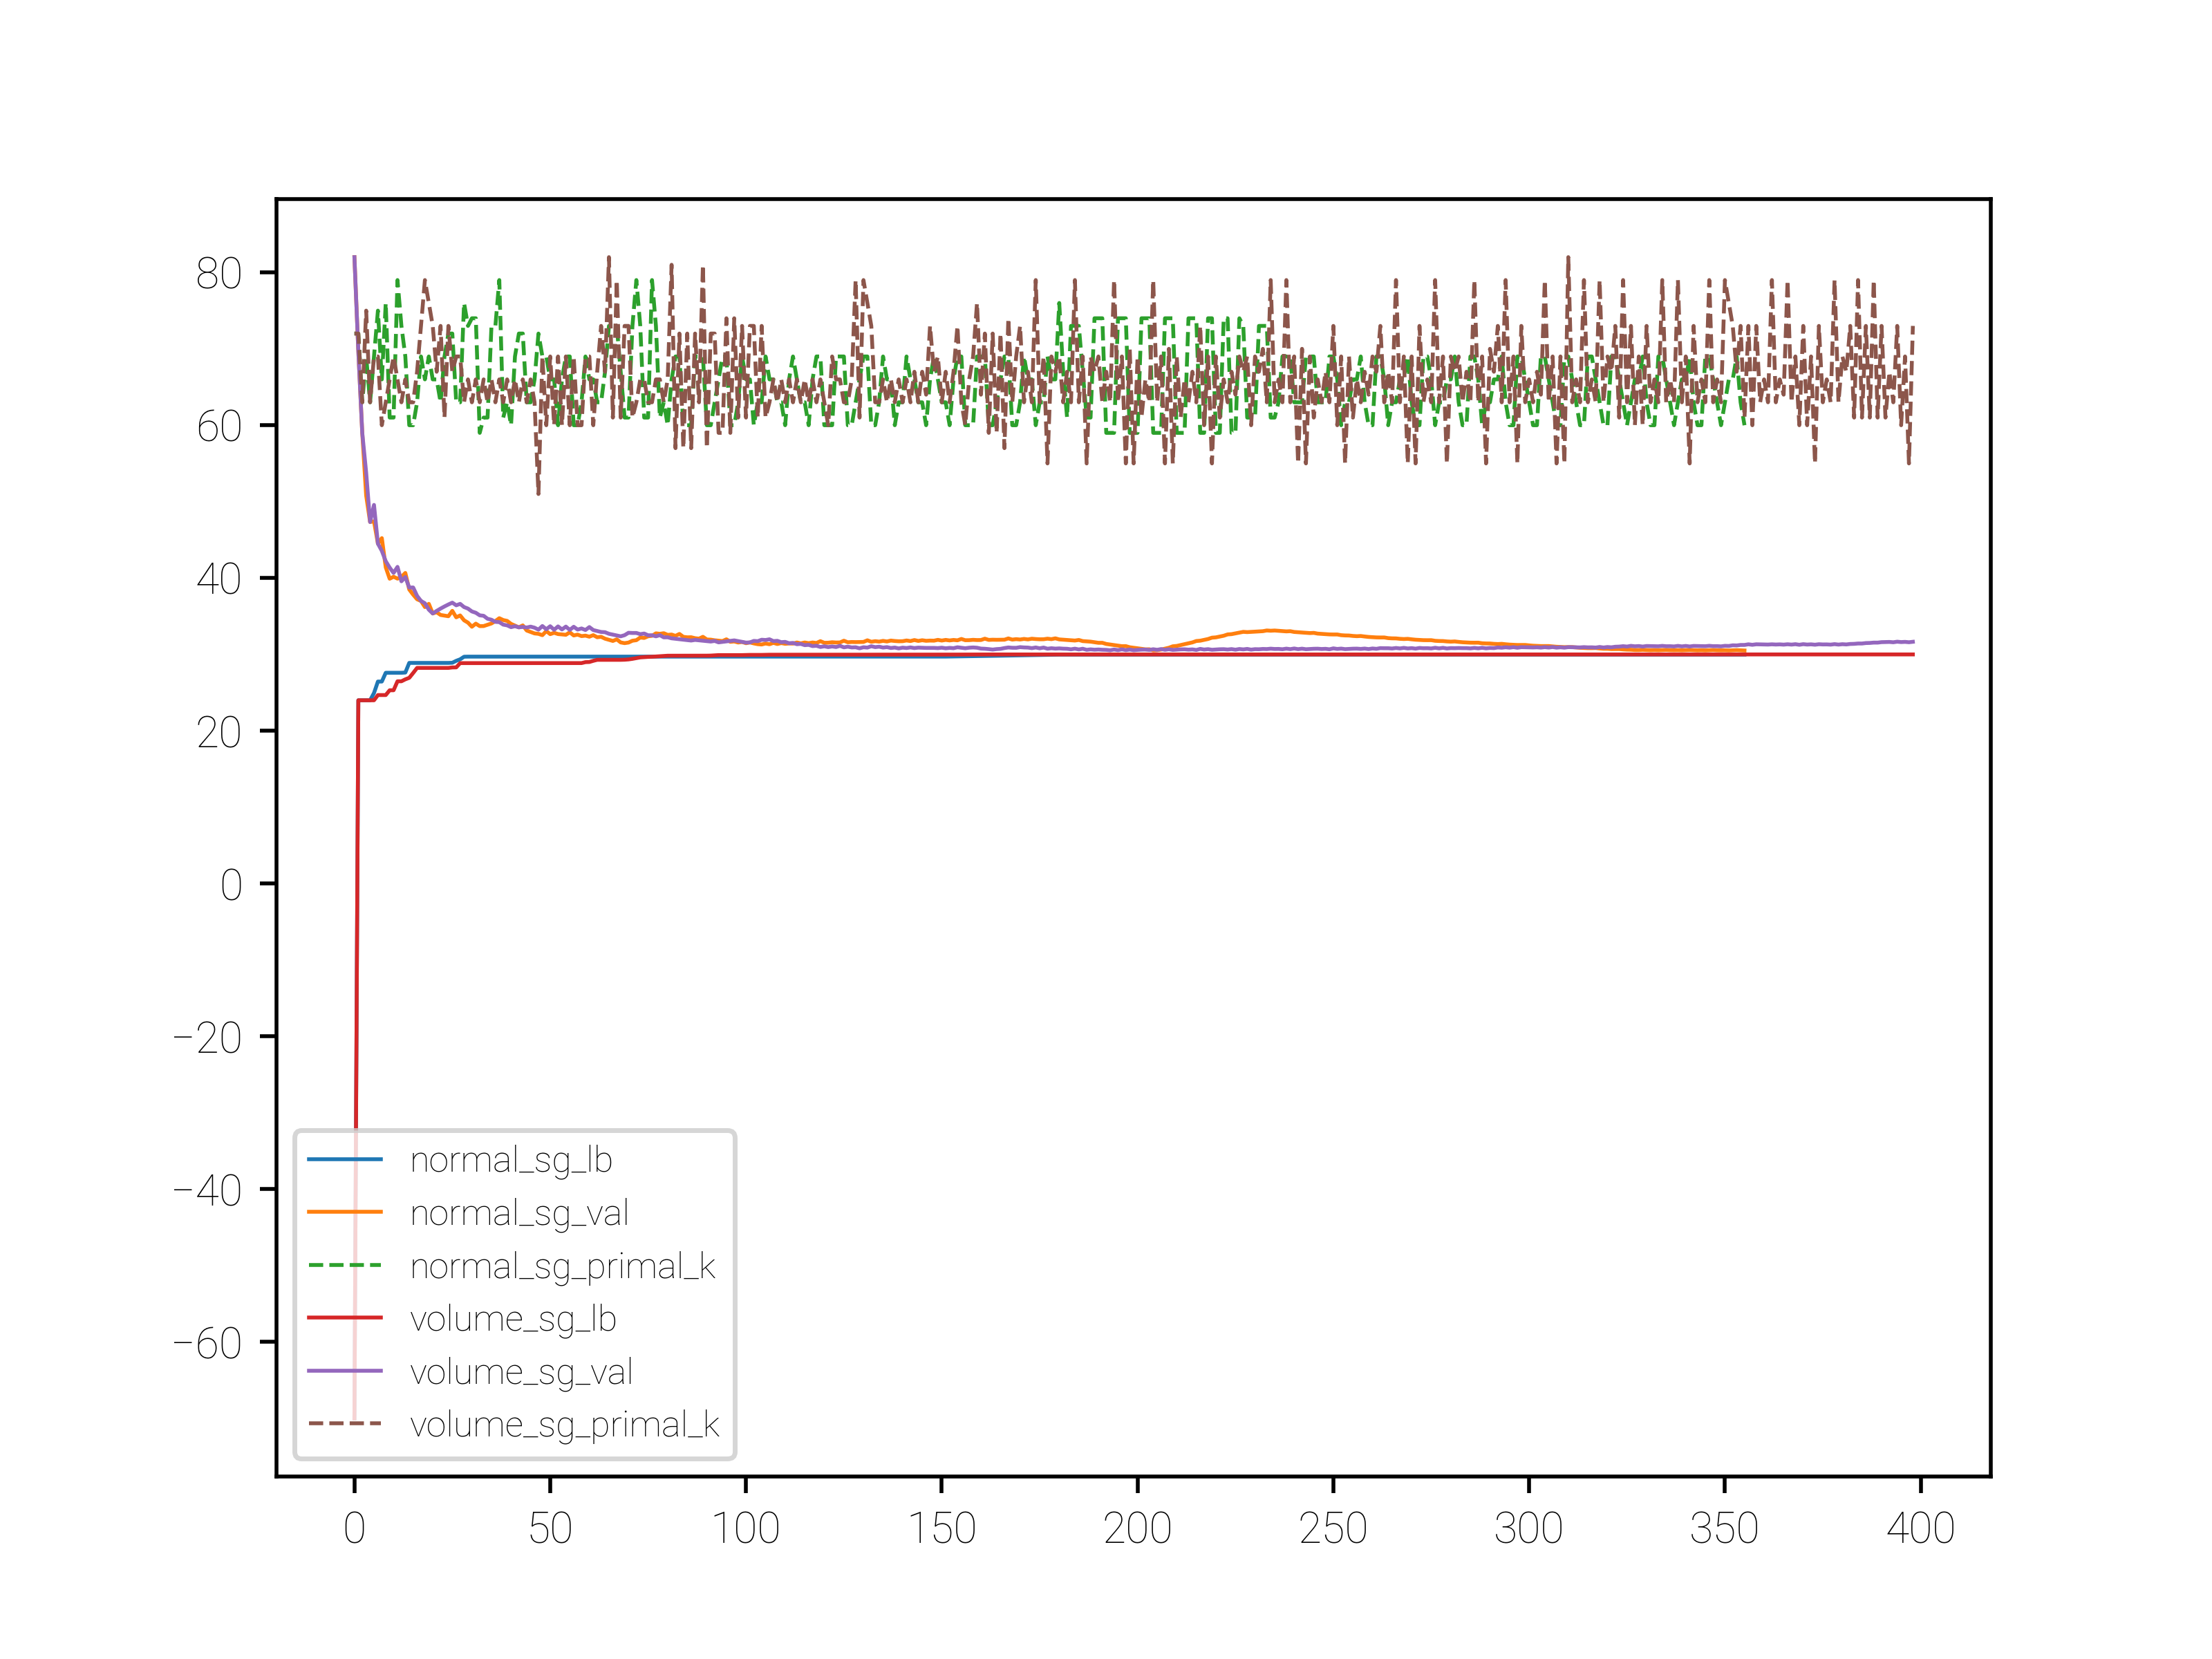 80
60
40
20
0
−20
−40
−60
normal_sg_lb
normal_sg_val
normal_sg_primal_k
volume_sg_lb
volume_sg_val
volume_sg_primal_k
0 50 100 150 200 250 300 350 400